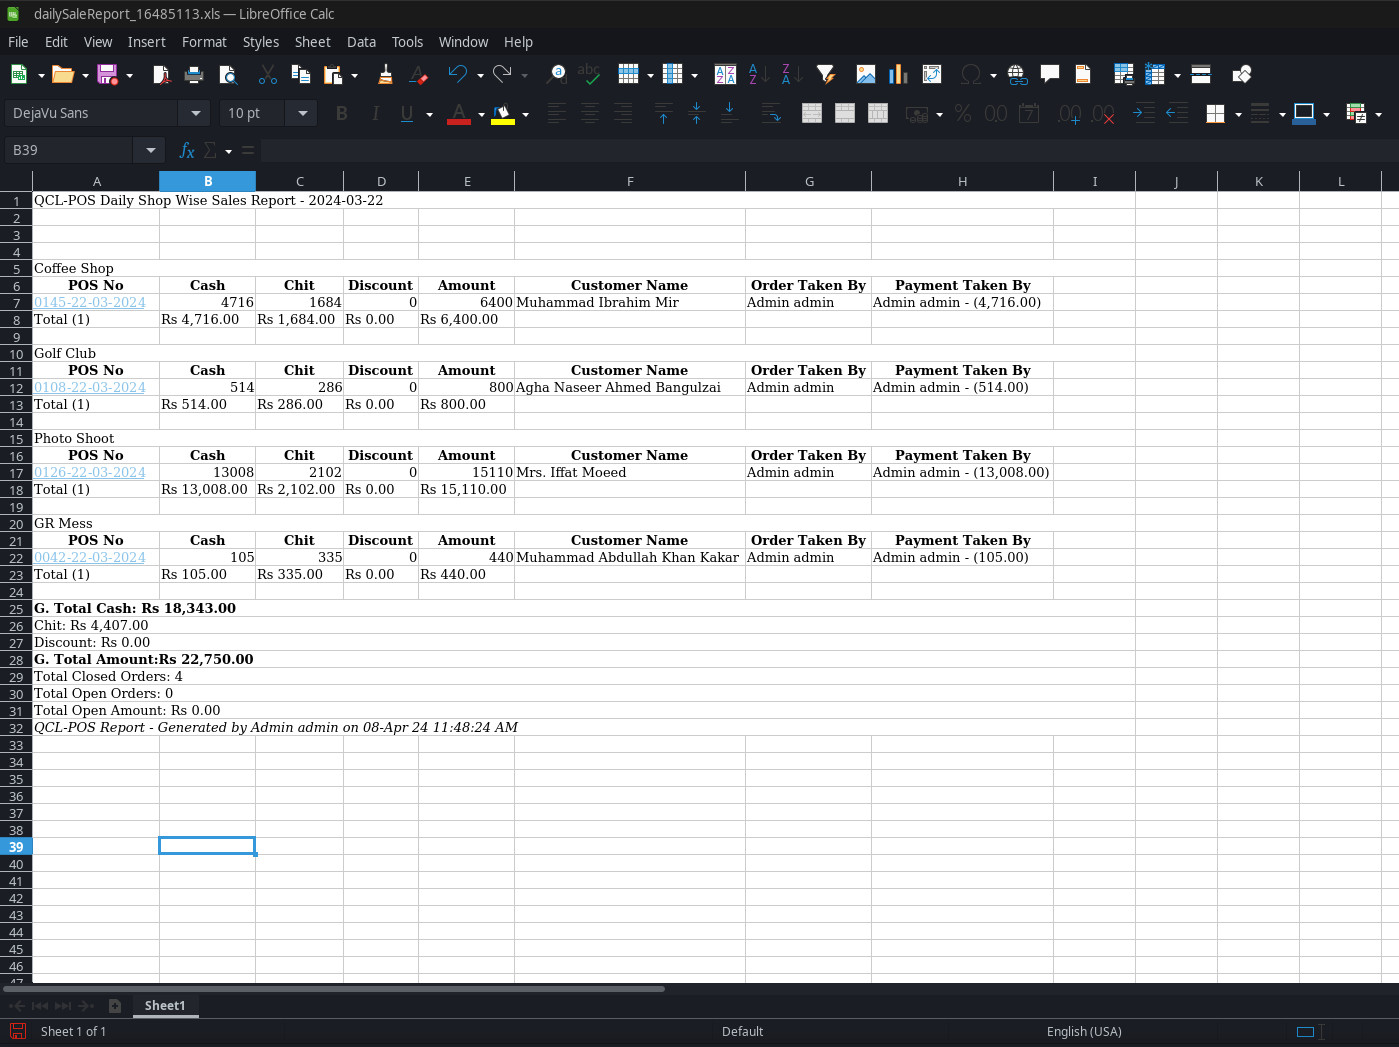 dailySaleReport_16485113.xls — LibreOffice Calc
File Edit View Insert Format Styles Sheet Data Tools Window Help
DejaVu Sans 10 pt
B39
A B C D E F G H I J K L
1 QCL-POS Daily Shop Wise Sales Report - 2024-03-22
2
3
4
5 Coffee Shop
6 POS No Cash Chit Discount Amount Customer Name Order Taken By Payment Taken By
7 0145-22-03-2024 4716 1684 0 6400 Muhammad Ibrahim Mir Admin admin Admin admin - (4,716.00)
8 Total (1) Rs 4,716.00 Rs 1,684.00 Rs 0.00 Rs 6,400.00
9
10 Golf Club
11 POS No Cash Chit Discount Amount Customer Name Order Taken By Payment Taken By
12 0108-22-03-2024 514 286 0 800 Agha Naseer Ahmed Bangulzai Admin admin Admin admin - (514.00)
13 Total (1) Rs 514.00 Rs 286.00 Rs 0.00 Rs 800.00
14
15 Photo Shoot
16 POS No Cash Chit Discount Amount Customer Name Order Taken By Payment Taken By
17 0126-22-03-2024 13008 2102 0 15110 Mrs. Iffat Moeed Admin admin Admin admin - (13,008.00)
18 Total (1) Rs 13,008.00 Rs 2,102.00 Rs 0.00 Rs 15,110.00
19
20 GR Mess
21 POS No Cash Chit Discount Amount Customer Name Order Taken By Payment Taken By
22 0042-22-03-2024 105 335 0 440 Muhammad Abdullah Khan Kakar Admin admin Admin admin - (105.00)
23 Total (1) Rs 105.00 Rs 335.00 Rs 0.00 Rs 440.00
24
25 G. Total Cash: Rs 18,343.00
26 Chit: Rs 4,407.00
27 Discount: Rs 0.00
28 G. Total Amount:Rs 22,750.00
29 Total Closed Orders: 4
30 Total Open Orders: 0
31 Total Open Amount: Rs 0.00
32 QCL-POS Report - Generated by Admin admin on 08-Apr 24 11:48:24 AM
33
34
35
36
37
38
39
40
41
42
43
44
45
46
47
Sheet1
Sheet 1 of 1 Default English (USA)